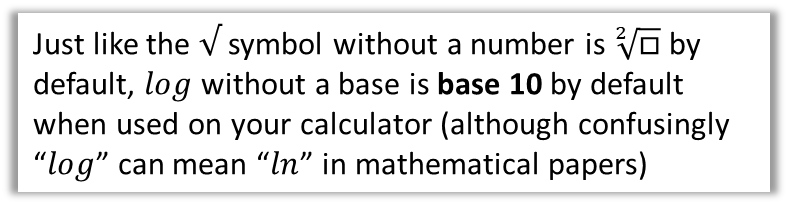 Just like the √ symbol without a number is ²√□ by
default, log without a base is base 10 by default
when used on your calculator (although confusingly
“log” can mean “ln” in mathematical papers)